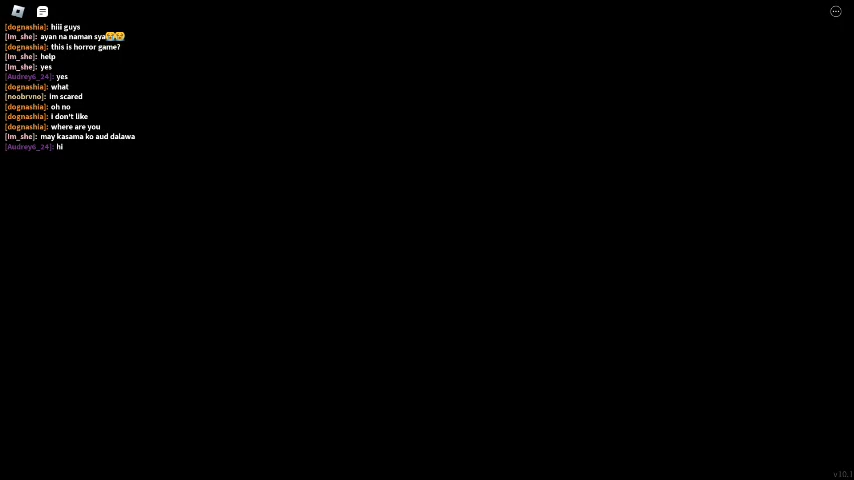 [dognashia]: hiii guys
[Im_she]: ayan na naman sya😭😭
[dognashia]: this is horror game?
[Im_she]: help
[Im_she]: yes
[Audrey6_24]: yes
[dognashia]: what
[noobrvno]: im scared
[dognashia]: oh no
[dognashia]: i don't like
[dognashia]: where are you
[Im_she]: may kasama ko aud dalawa
[Audrey6_24]: hi
v10.1